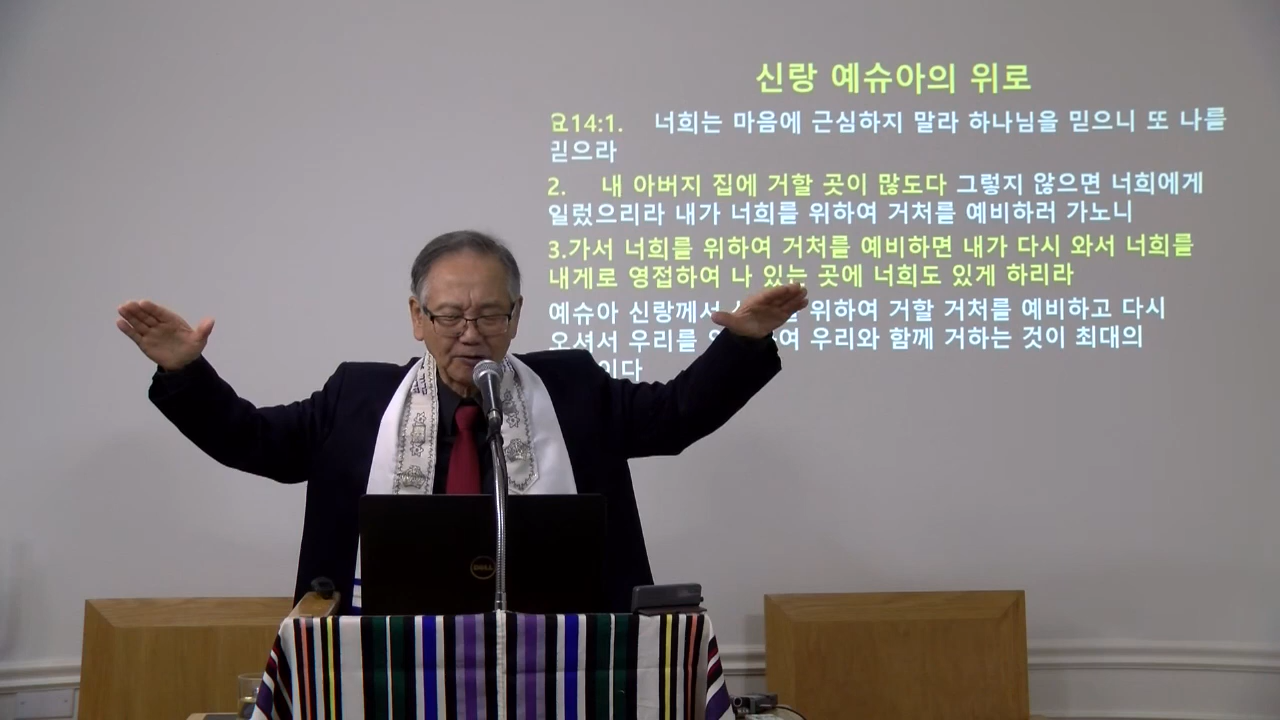 신랑 예슈아의 위로
요14:1. 너희는 마음에 근심하지 말라 하나님을 믿으니 또 나를
믿으라
2. 내 아버지 집에 거할 곳이 많도다 그렇지 않으면 너희에게
일렀으리라 내가 너희를 위하여 거처를 예비하러 가노니
3.가서 너희를 위하여 거처를 예비하면 내가 다시 와서 너희를
내게로 영접하여 나 있는 곳에 너희도 있게 하리라
예슈아 신랑께서 위하여 거할 거처를 예비하고 다시
오셔서 우리를 우리와 함께 거하는 것이 최대의
이다
DELL